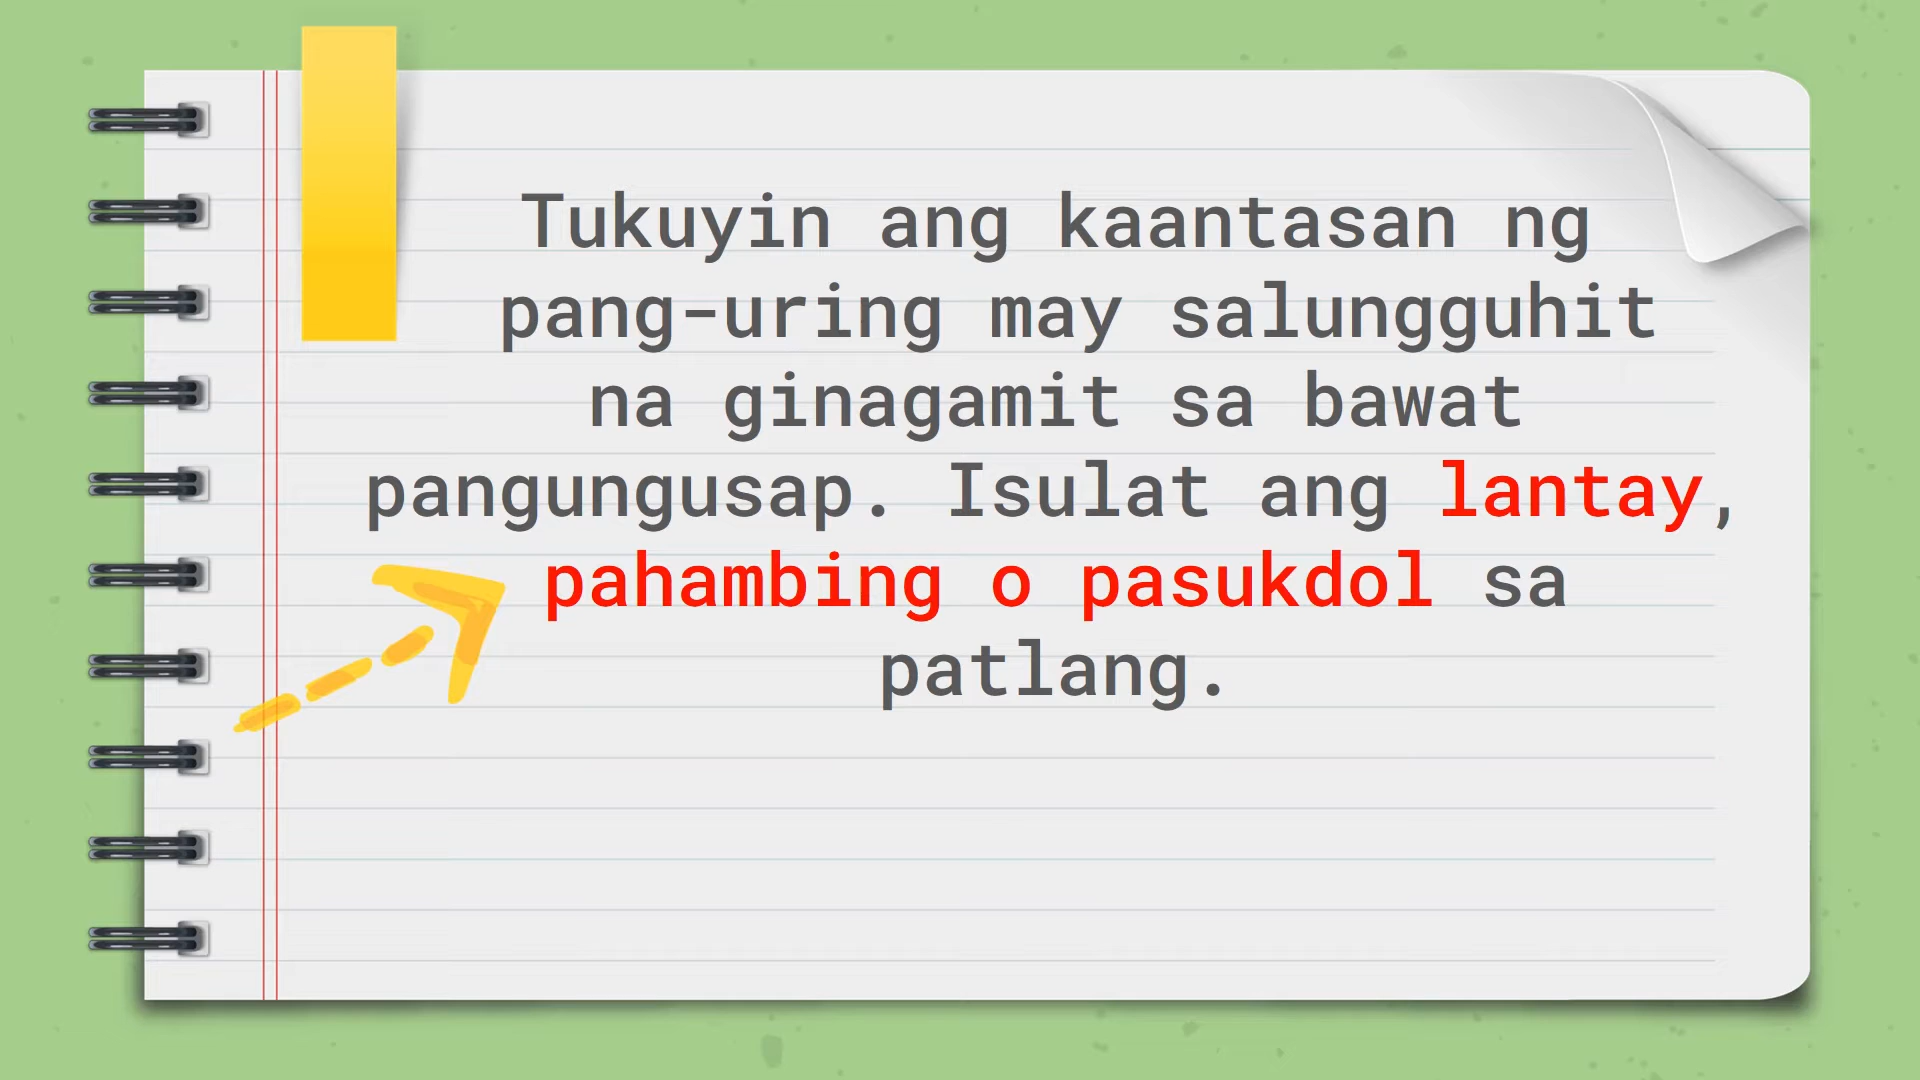 Tukuyin ang kaantasan ng
pang-uring may salungguhit
na ginagamit sa bawat
pangungusap. Isulat ang lantay,
pahambing o pasukdol sa
patlang.